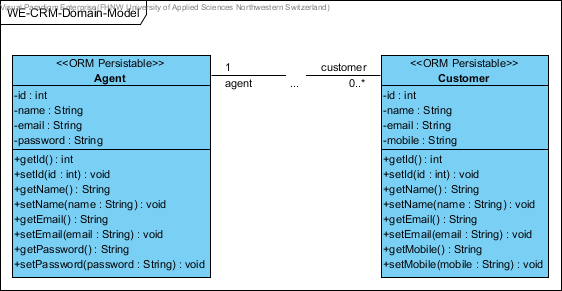 Visual Paradigm Enterprise(FHNW University of Applied Sciences Northwestern Switzerland)
WE-CRM-Domain-Model
<<ORM Persistable>>
Agent
-id : int
-name : String
-email : String
-password : String
+getId() : int
+setId(id : int) : void
+getName() : String
+setName(name : String) : void
+getEmail() : String
+setEmail(email : String) : void
+getPassword() : String
+setPassword(password : String) : void
1 customer
agent ... 0..*
<<ORM Persistable>>
Customer
-id : int
-name : String
-email : String
-mobile : String
+getId() : int
+setId(id : int) : void
+getName() : String
+setName(name : String) : void
+getEmail() : String
+setEmail(email : String) : void
+getMobile() : String
+setMobile(mobile : String) : void